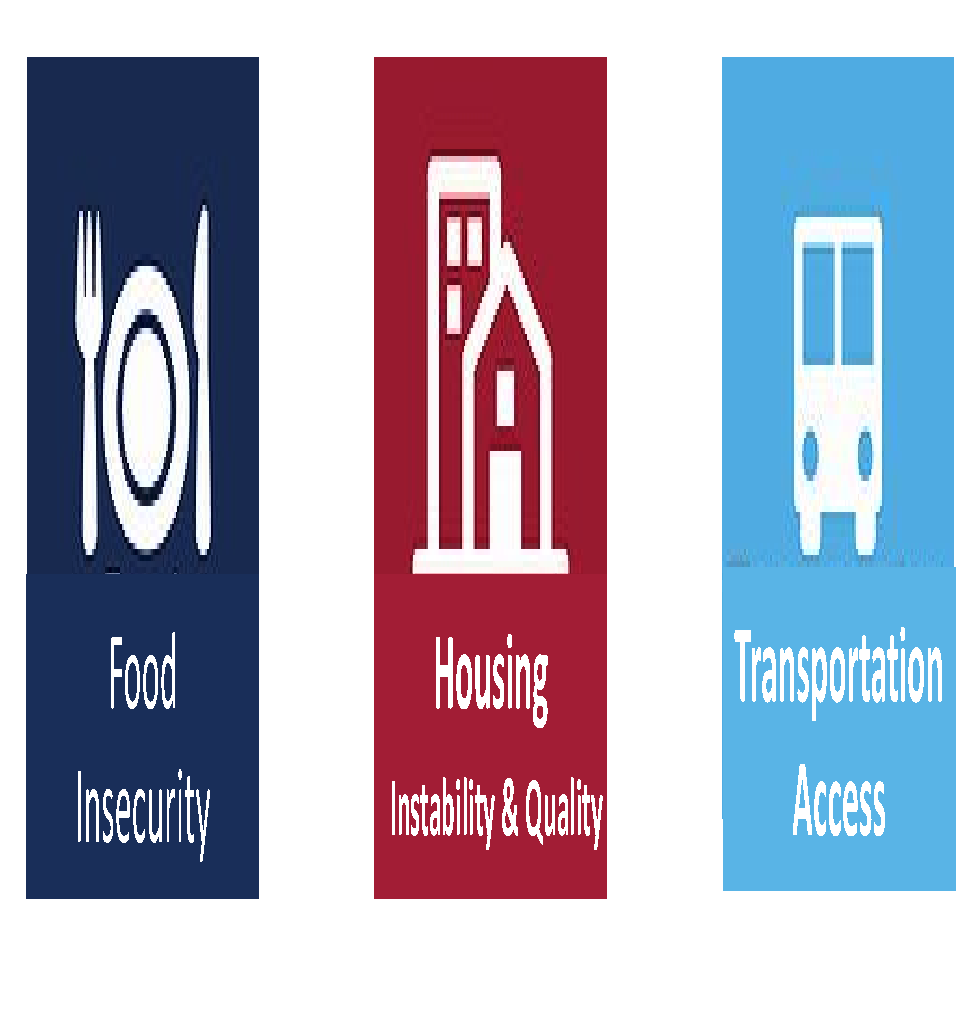 Food
Insecurity
Housing
Instability & Quality
Transportation
Access